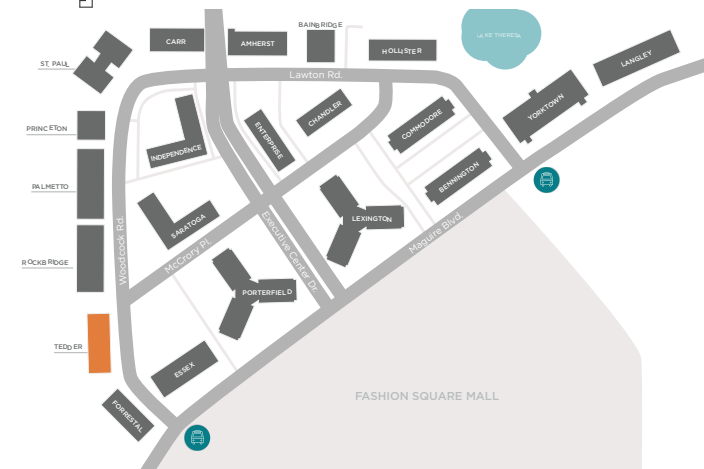 BAINBRIDGE
CARR
AMHERST
HOLLISTER
LAKE THERESA
LANGLEY
ST. PAUL
Lawton Rd.
YORKTOWN
CHANDLER
COMMODORE
PRINCETON
ENTERPRISE
INDEPENDENCE
BENNINGTON
PALMETTO
SARATOGA
LEXINGTON
Woodcock Rd.
McCrory Pl.
Executive Center Dr.
Maguire Blvd.
ROCKBRIDGE
PORTERFIELD
TEDDER
ESSEX
FORRESTAL
FASHION SQUARE MALL